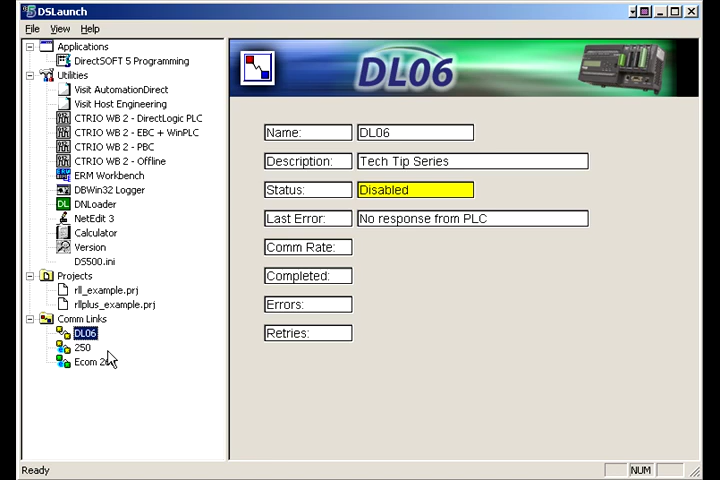 DSLaunch
File View Help
Applications
DirectSOFT 5 Programming
Utilities
Visit AutomationDirect
Visit Host Engineering
CTRIO WB 2 - DirectLogic PLC
CTRIO WB 2 - EBC + WinPLC
CTRIO WB 2 - PBC
CTRIO WB 2 - Offline
ERM Workbench
DBWin32 Logger
DL DNLoader
NetEdit 3
Calculator
Version
DS500.ini
Projects
rll_example.prj
rllplus_example.prj
Comm Links
DL06
250
Ecom
DL06
Name: DL06
Description: Tech Tip Series
Status: Disabled
Last Error: No response from PLC
Comm Rate:
Completed:
Errors:
Retries:
Ready NUM